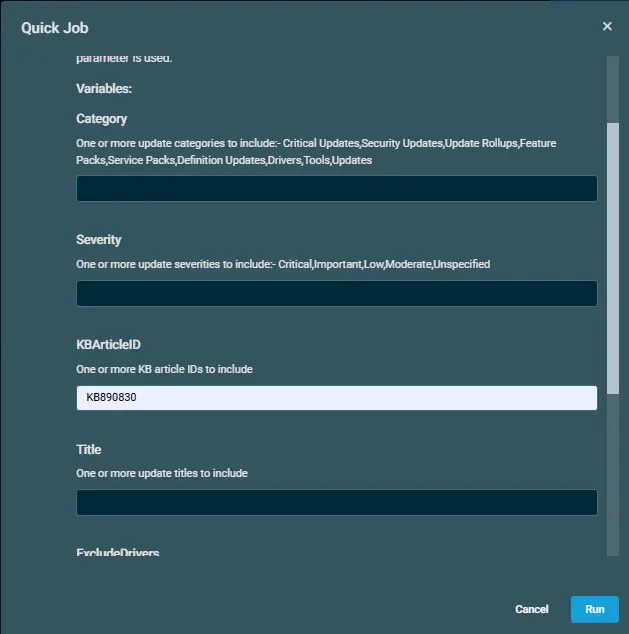 Quick Job
×
parameter is used.
Variables:
Category
One or more update categories to include:- Critical Updates,Security Updates,Update Rollups,Feature
Packs,Service Packs,Definition Updates,Drivers,Tools,Updates
Severity
One or more update severities to include:- Critical,Important,Low,Moderate,Unspecified
KBArticleID
One or more KB article IDs to include
KB890830
Title
One or more update titles to include
ExcludeDrivers
Cancel
Run